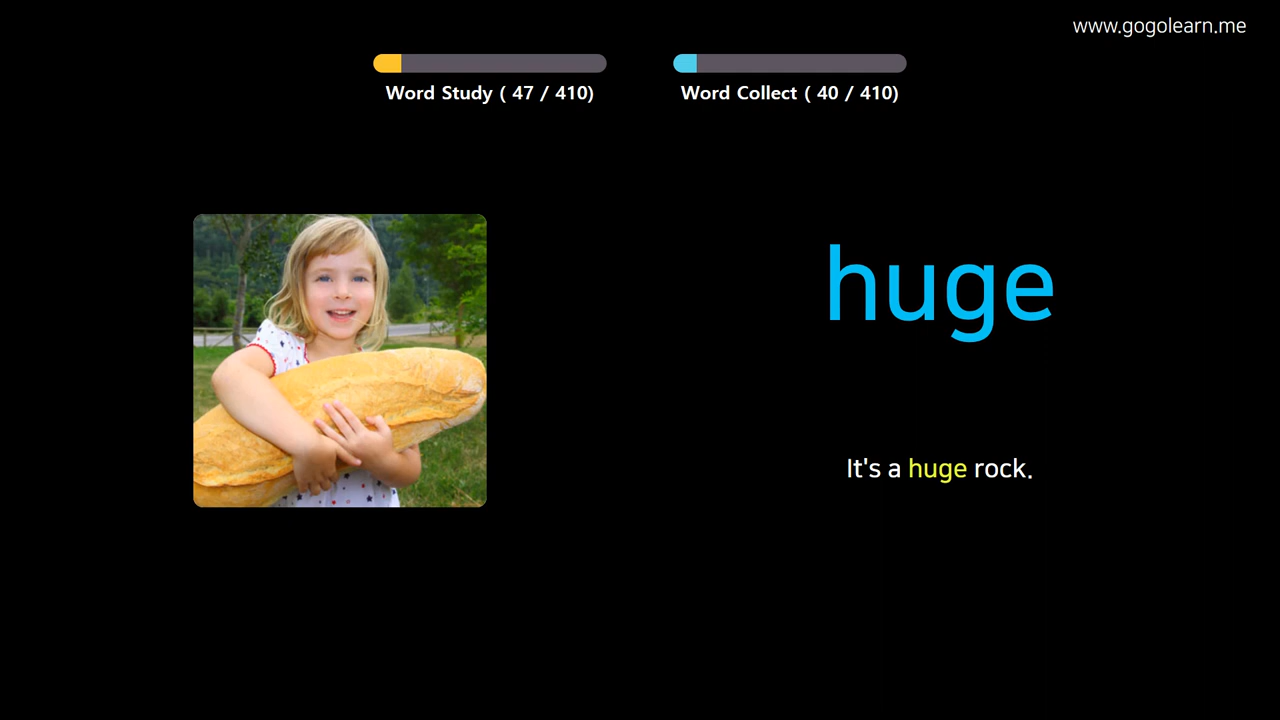 www.gogolearn.me
Word Study ( 47 / 410)
Word Collect ( 40 / 410)
huge
It's a huge rock.